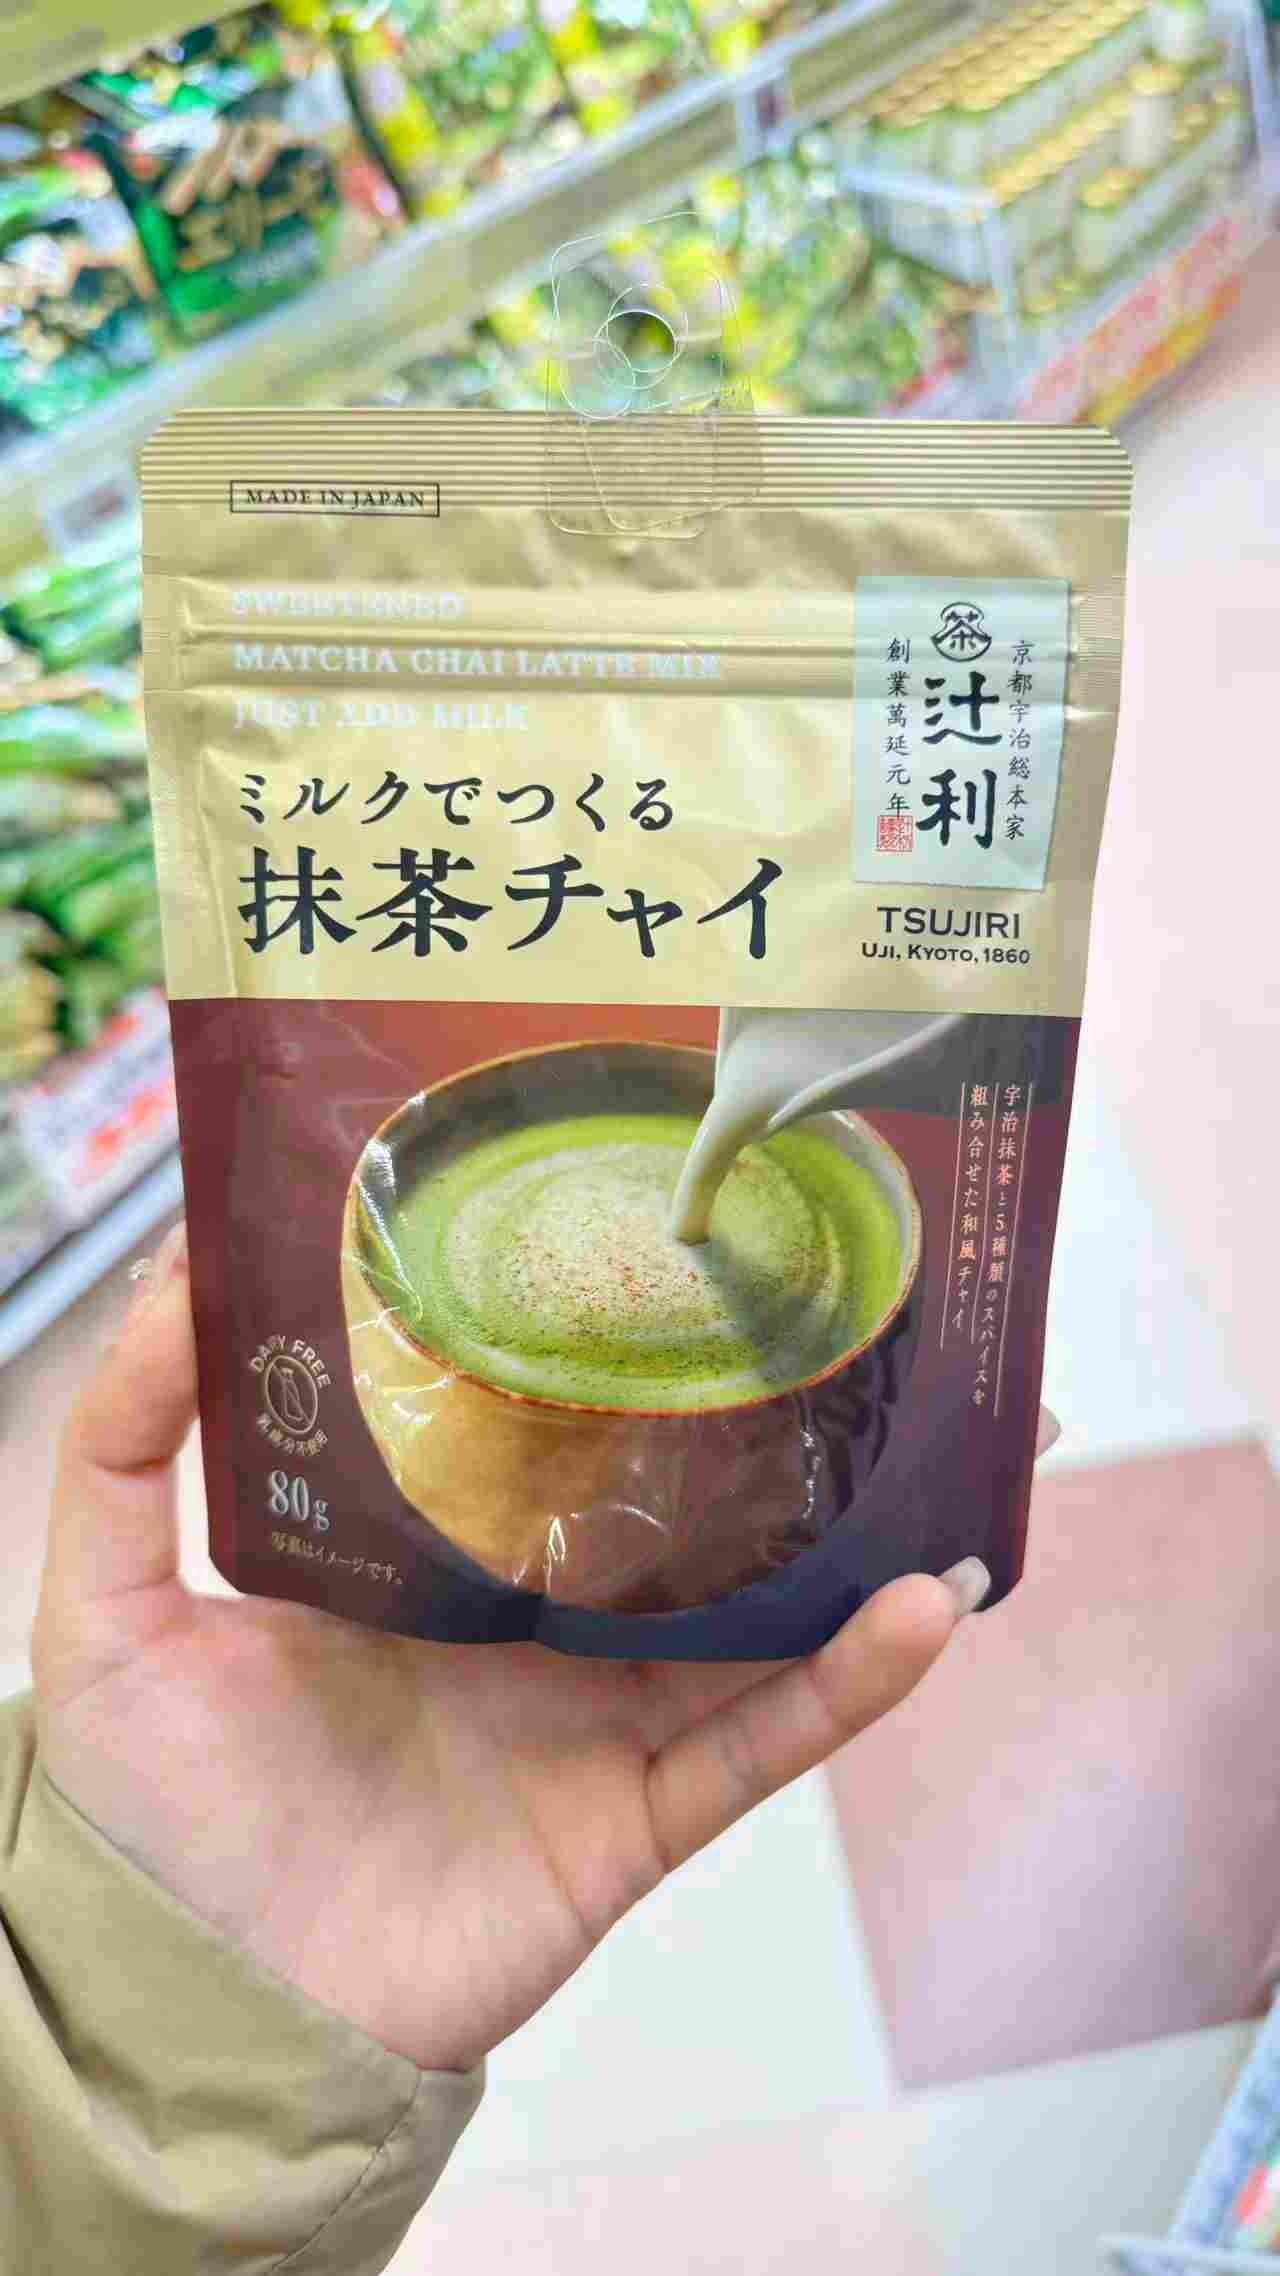 MADE IN JAPAN
SWEETENED
MATCHA CHAI LATTE MIX
JUST ADD MILK
ミルクでつくる
抹茶チャイ
茶
京都宇治総本家
辻利
創業萬延元年
TSUJIRI
UJI, KYOTO, 1860
宇治抹茶と5種類のスパイスを
組み合せた和風チャイ
DAIRY FREE
乳成分不使用
80g
写真はイメージです。